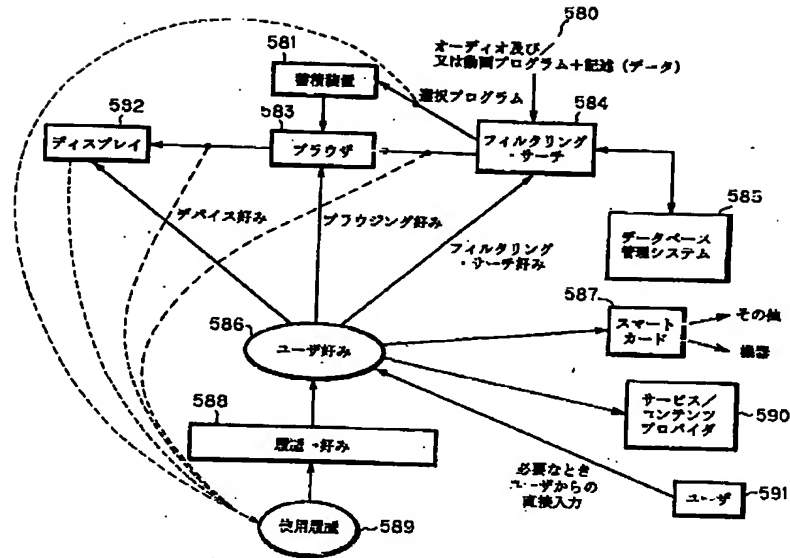 580
オーディオ及び/
又は動画プログラム+記述(データ)
581
蓄積装置
選択プログラム
582
ディスプレイ
583
ブラウザ
584
フィルタリング
・サーチ
585
データベース
管理システム
デバイス好み
ブラウジング好み
フィルタリング
・サーチ好み
586
ユーザ好み
587
スマート
カード
その他
機器
588
履歴→好み
サービス/
コンテンツ
プロバイダ
590
必要なとき
ユーザからの
直接入力
ユーザ
591
使用履歴
589